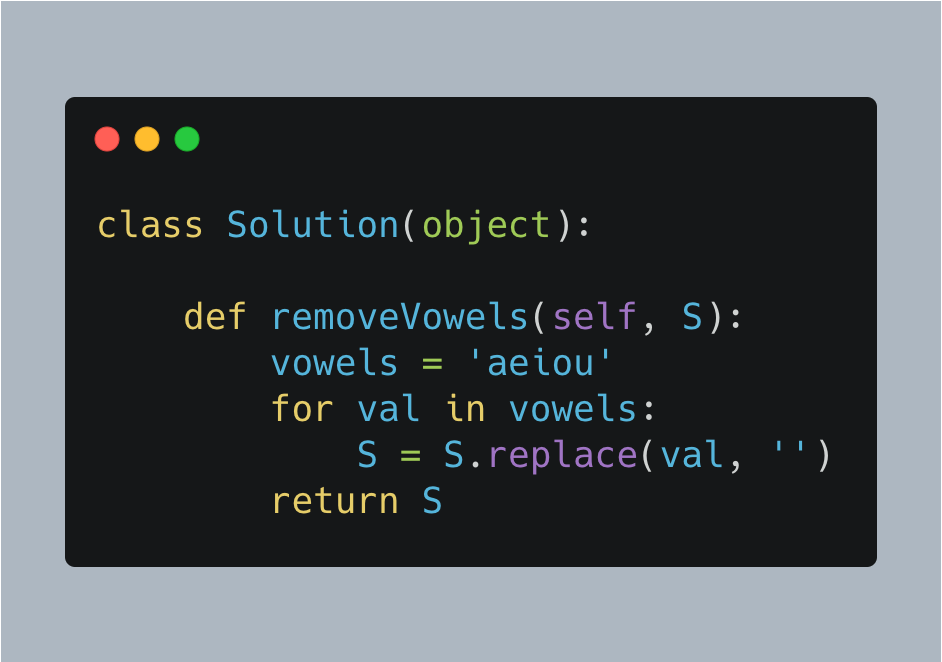 class Solution(object):
    def removeVowels(self, S):
        vowels = 'aeiou'
        for val in vowels:
            S = S.replace(val, '')
        return S